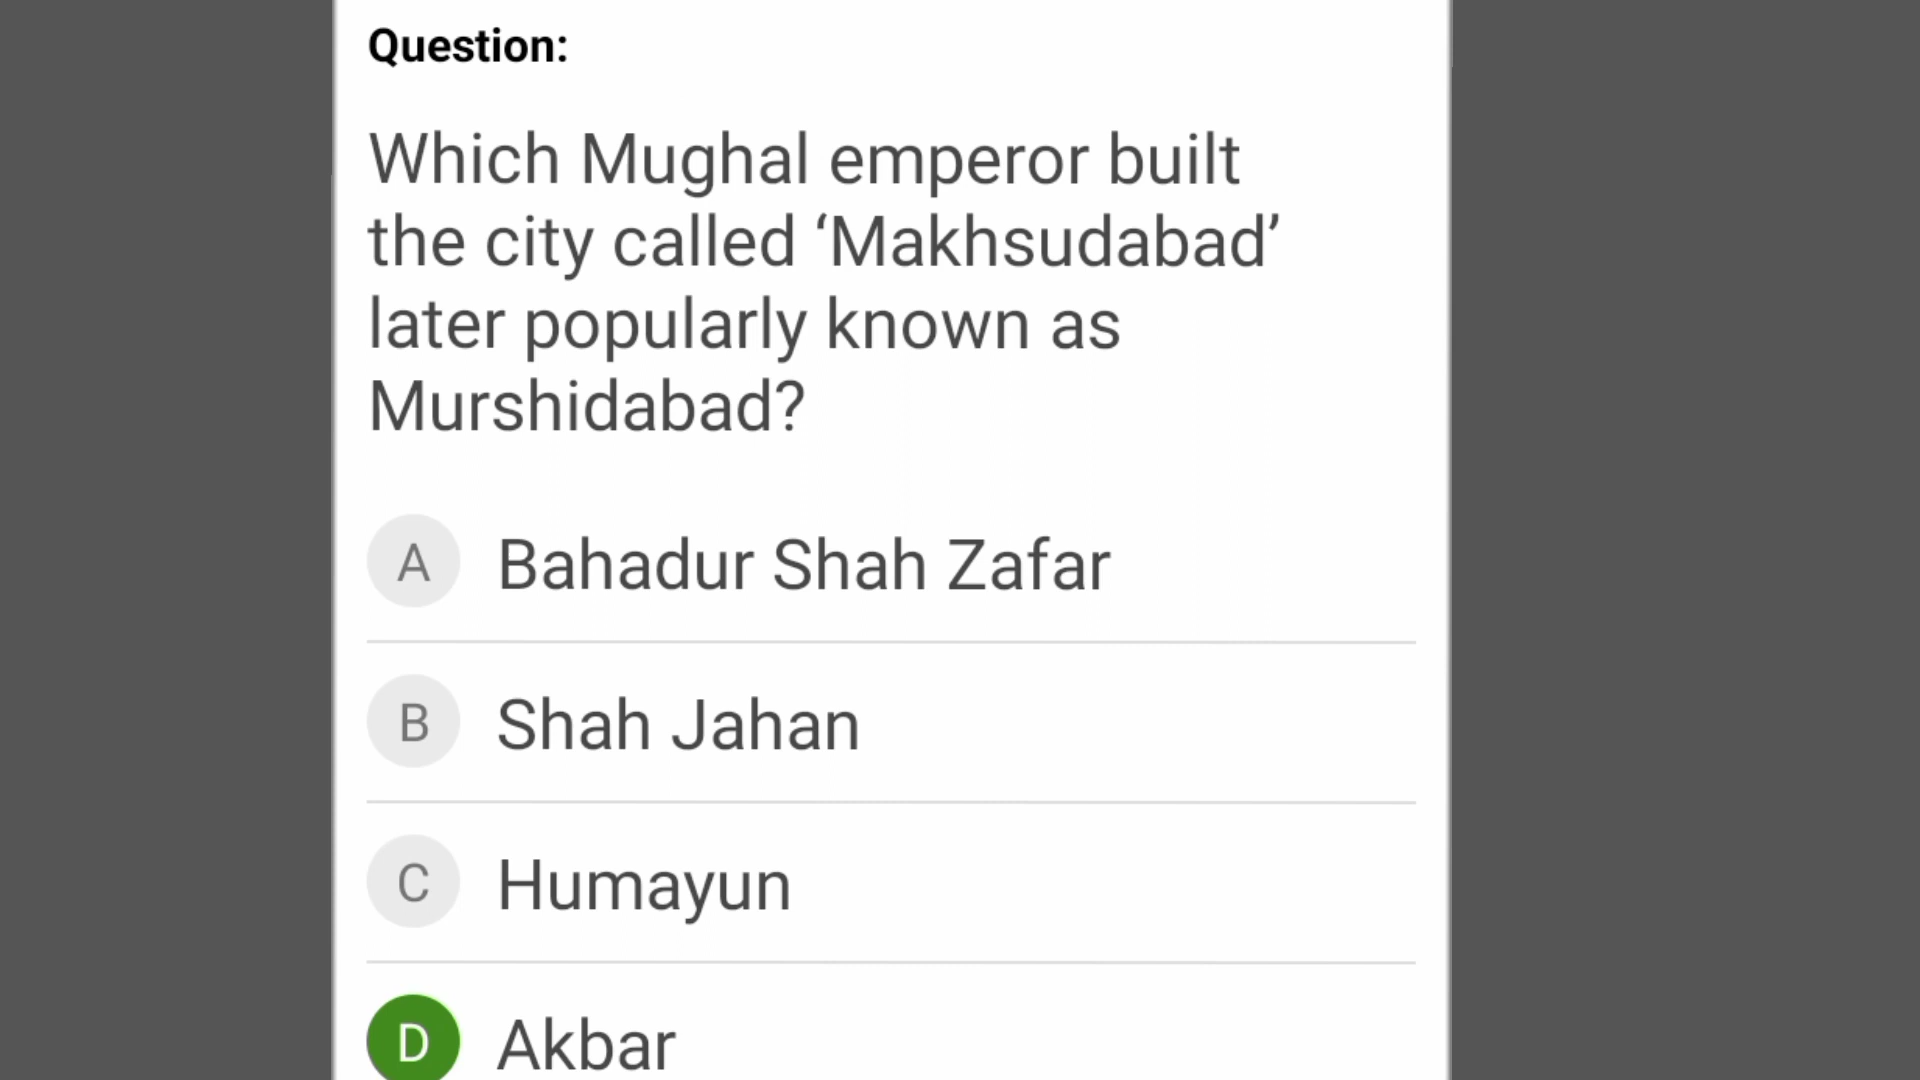 Question:
Which Mughal emperor built
the city called ‘Makhsudabad’
later popularly known as
Murshidabad?
A Bahadur Shah Zafar
B Shah Jahan
C Humayun
D Akbar